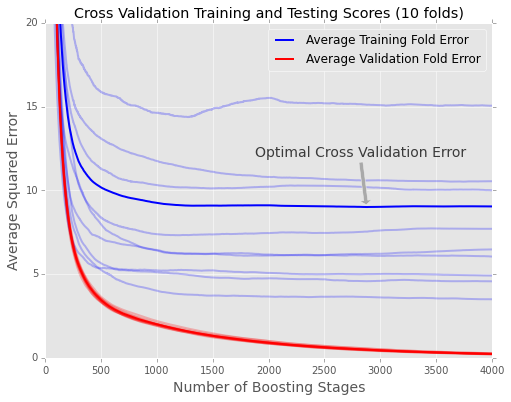 Cross Validation Training and Testing Scores (10 folds)
20
15
10
5
0
Average Squared Error
Average Training Fold Error
Average Validation Fold Error
Optimal Cross Validation Error
0 500 1000 1500 2000 2500 3000 3500 4000
Number of Boosting Stages